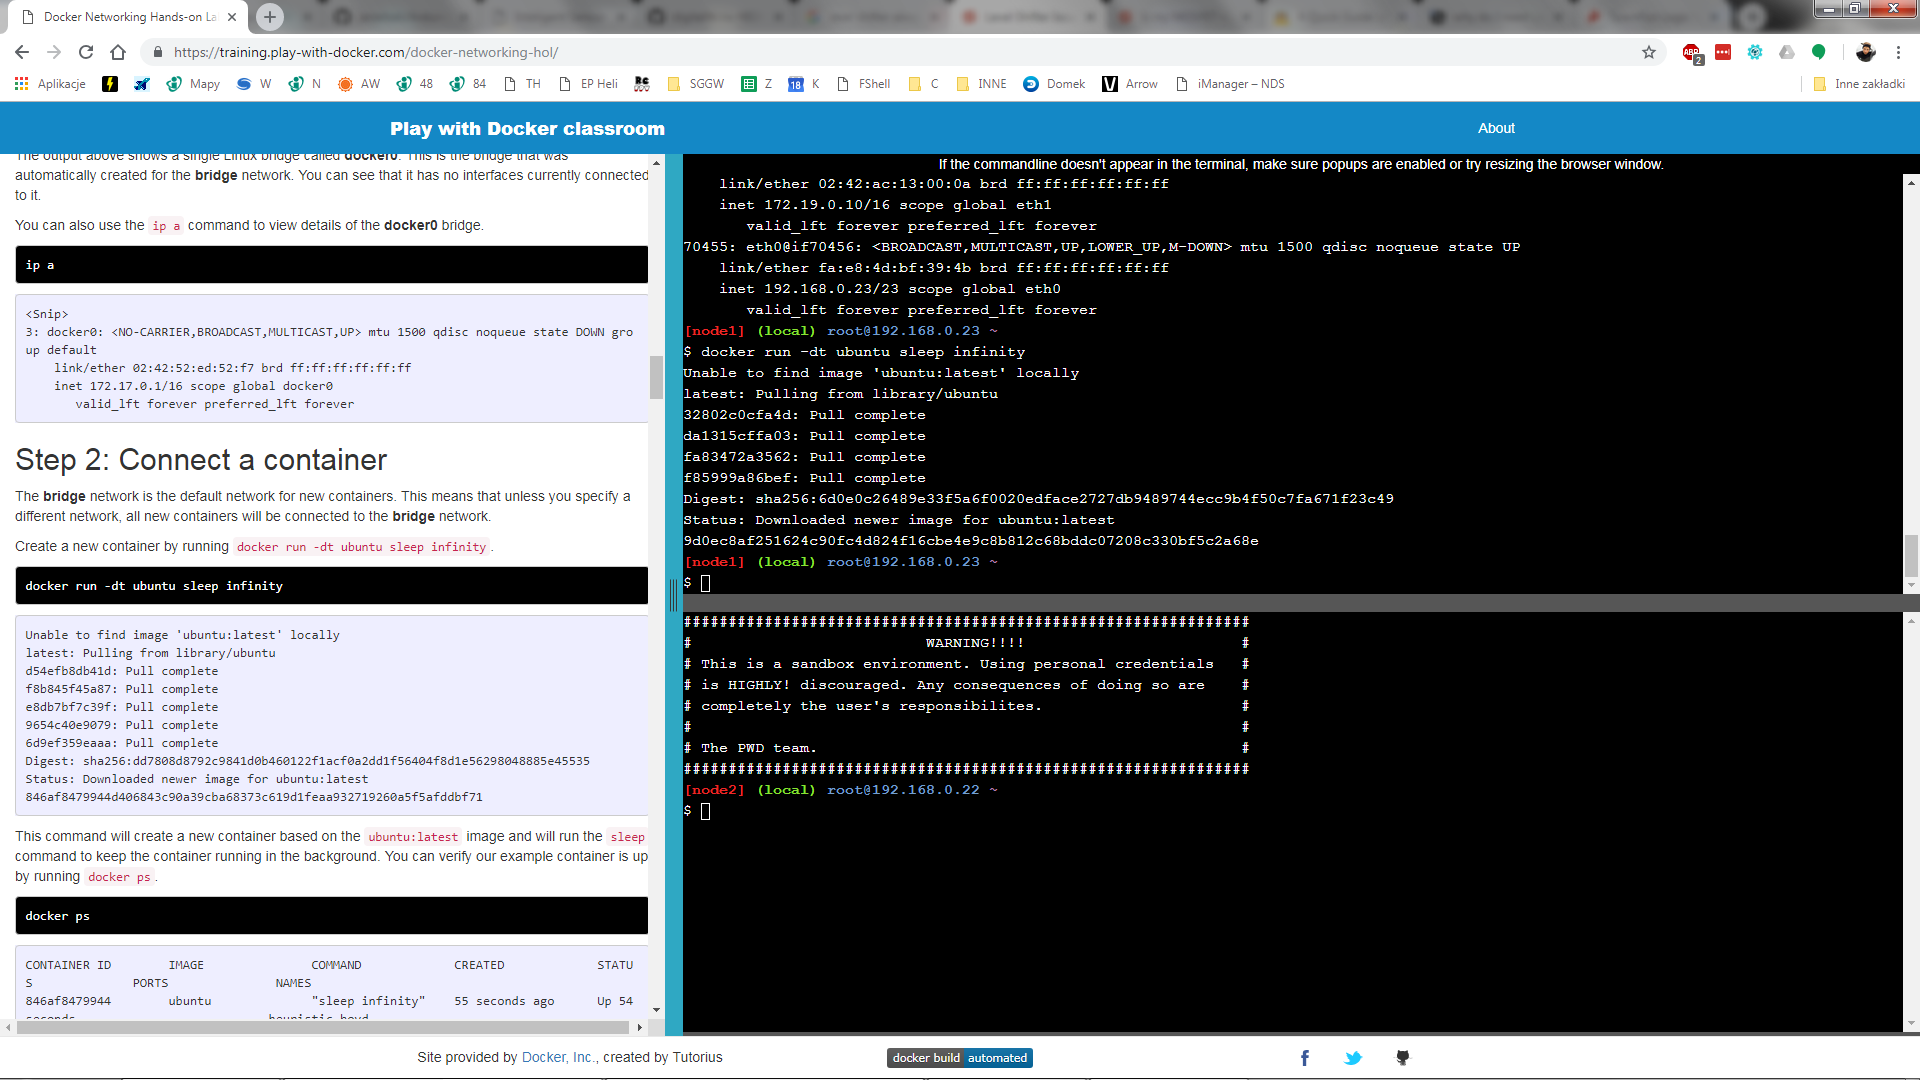 Docker Networking Hands-on La
https://training.play-with-docker.com/docker-networking-hol/
ABP
2
Aplikacje
Mapy
W
N
AW
48
84
TH
EP Heli
RC
SGGW
Z
18
K
FShell
C
INNE
Domek
V
Arrow
iManager – NDS
Inne zakładki
Play with Docker classroom
About
The output above shows a single Linux bridge called docker0. This is the bridge that was
automatically created for the bridge network. You can see that it has no interfaces currently connected
to it.
You can also use the ip a command to view details of the docker0 bridge.
ip a
<Snip>
3: docker0: <NO-CARRIER,BROADCAST,MULTICAST,UP> mtu 1500 qdisc noqueue state DOWN gro
up default
link/ether 02:42:52:ed:52:f7 brd ff:ff:ff:ff:ff:ff
inet 172.17.0.1/16 scope global docker0
valid_lft forever preferred_lft forever
Step 2: Connect a container
The bridge network is the default network for new containers. This means that unless you specify a
different network, all new containers will be connected to the bridge network.
Create a new container by running docker run -dt ubuntu sleep infinity.
docker run -dt ubuntu sleep infinity
Unable to find image 'ubuntu:latest' locally
latest: Pulling from library/ubuntu
d54efb8db41d: Pull complete
f8b845f45a87: Pull complete
e8db7bf7c39f: Pull complete
9654c40e9079: Pull complete
6d9ef359eaaa: Pull complete
Digest: sha256:dd7808d8792c9841d0b460122f1acf0a2dd1f56404f8d1e56298048885e45535
Status: Downloaded newer image for ubuntu:latest
846af8479944d406843c90a39cba68373c619d1feaa932719260a5f5afddbf71
This command will create a new container based on the ubuntu:latest image and will run the sleep
command to keep the container running in the background. You can verify our example container is up
by running docker ps.
docker ps
CONTAINER ID IMAGE COMMAND CREATED STATU
S PORTS NAMES
846af8479944 ubuntu "sleep infinity" 55 seconds ago Up 54
seconds heuristic_boyd
If the commandline doesn't appear in the terminal, make sure popups are enabled or try resizing the browser window.
link/ether 02:42:ac:13:00:0a brd ff:ff:ff:ff:ff:ff
inet 172.19.0.10/16 scope global eth1
valid_lft forever preferred_lft forever
70455: eth0@if70456: <BROADCAST,MULTICAST,UP,LOWER_UP,M-DOWN> mtu 1500 qdisc noqueue state UP
link/ether fa:e8:4d:bf:39:4b brd ff:ff:ff:ff:ff:ff
inet 192.168.0.23/23 scope global eth0
valid_lft forever preferred_lft forever
[node1] (local) root@192.168.0.23 ~
$ docker run -dt ubuntu sleep infinity
Unable to find image 'ubuntu:latest' locally
latest: Pulling from library/ubuntu
32802c0cfa4d: Pull complete
da1315cffa03: Pull complete
fa83472a3562: Pull complete
f85999a86bef: Pull complete
Digest: sha256:6d0e0c26489e33f5a6f0020edface2727db9489744ecc9b4f50c7fa671f23c49
Status: Downloaded newer image for ubuntu:latest
9d0ec8af251624c90fc4d824f16cbe4e9c8b812c68bddc07208c330bf5c2a68e
[node1] (local) root@192.168.0.23 ~
$
###############################################################
# WARNING!!!! #
# This is a sandbox environment. Using personal credentials #
# is HIGHLY! discouraged. Any consequences of doing so are #
# completely the user's responsibilites. #
# #
# The PWD team. #
###############################################################
[node2] (local) root@192.168.0.22 ~
$
Site provided by Docker, Inc., created by Tutorius
docker build automated